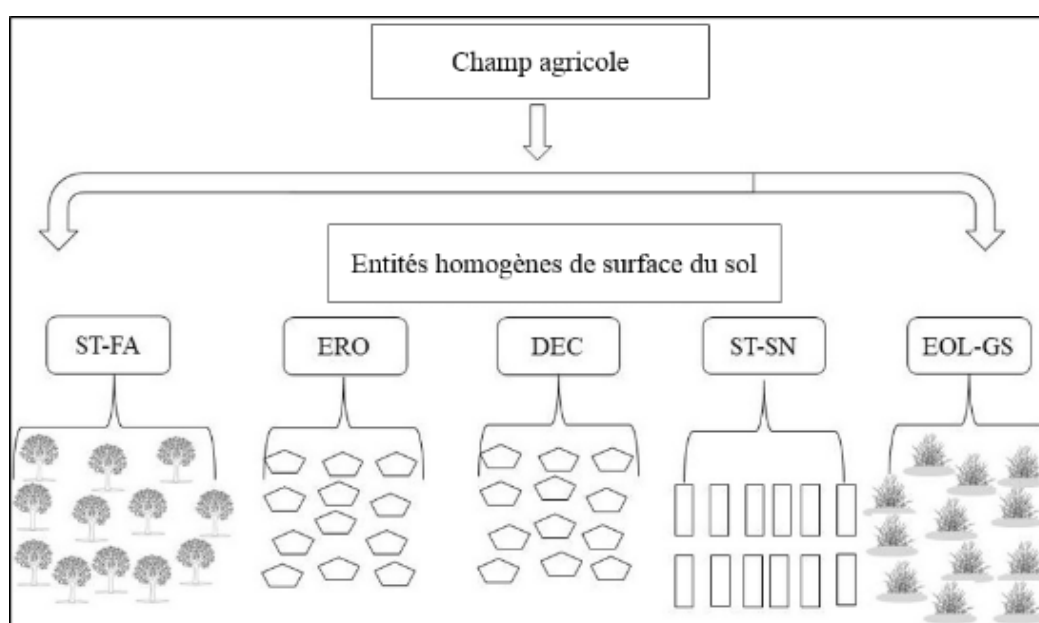 Champ agricole
Entités homogènes de surface du sol
ST-FA
ERO
DEC
ST-SN
EOL-GS